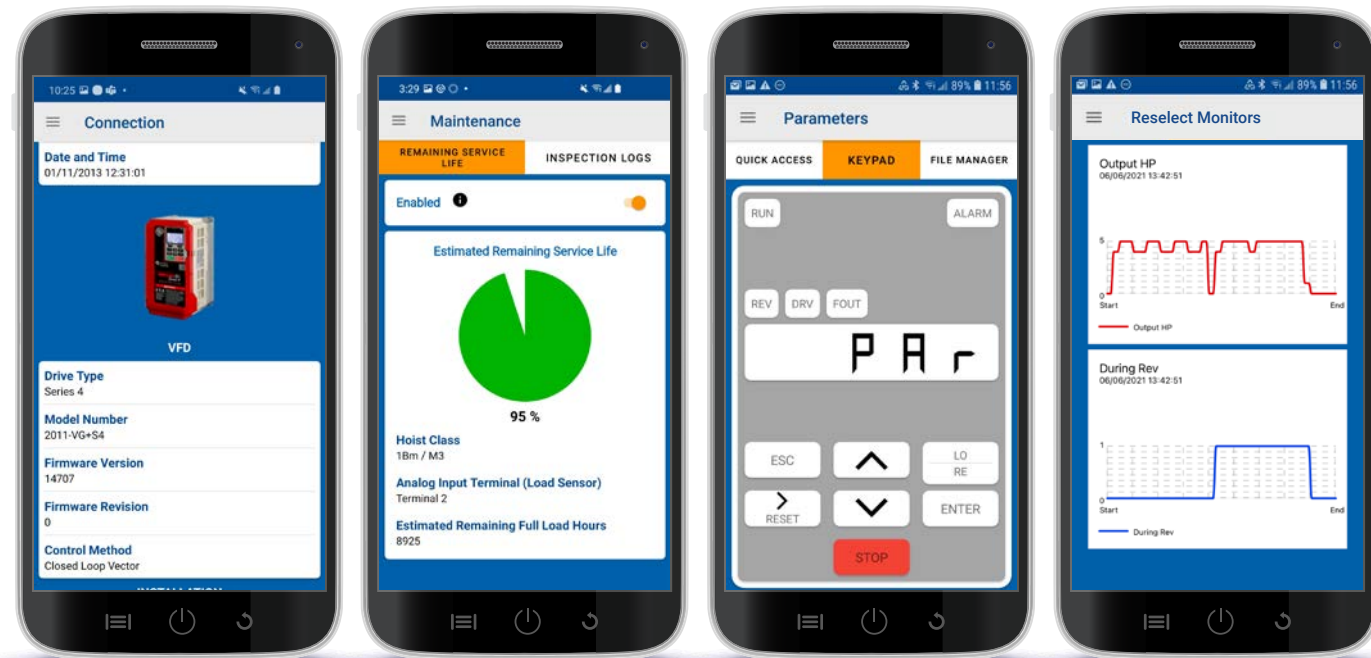 10:25
Connection
Date and Time
01/11/2013 12:31:01
VFD
Drive Type
Series 4
Model Number
2011-VG+S4
Firmware Version
14707
Firmware Revision
0
Control Method
Closed Loop Vector
INSTALLATION
3:29
Maintenance
REMAINING SERVICE
LIFE
INSPECTION LOGS
Enabled
Estimated Remaining Service Life
95 %
Hoist Class
1Bm / M3
Analog Input Terminal (Load Sensor)
Terminal 2
Estimated Remaining Full Load Hours
8925
89% 11:56
Parameters
QUICK ACCESS KEYPAD FILE MANAGER
RUN ALARM
REV DRV FOUT
PAr
ESC LO
RE
RESET ENTER
STOP
89% 11:56
Reselect Monitors
Output HP
06/06/2021 13:42:51
5
0
Start End
Output HP
During Rev
06/06/2021 13:42:51
1
0
Start End
During Rev